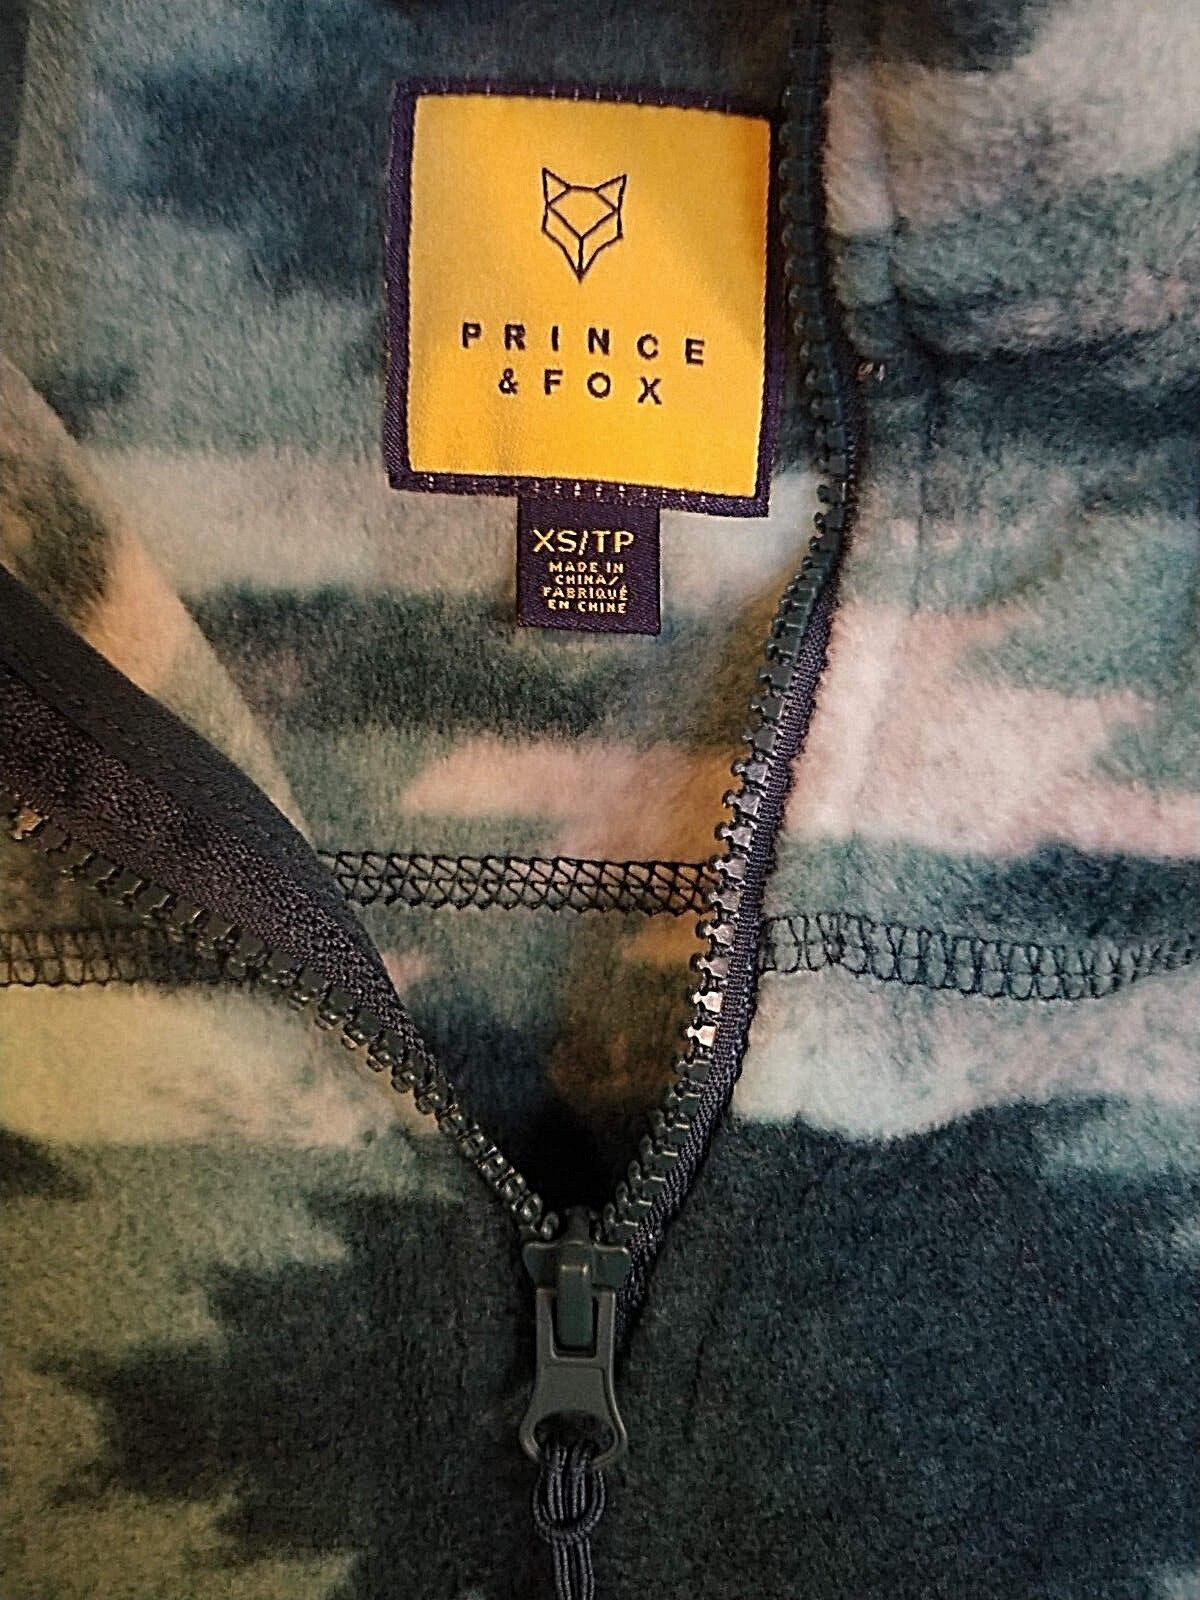 PRINCE
& FOX
XS/TP
MADE IN
CHINA/
FABRIQUÉ
EN CHINE